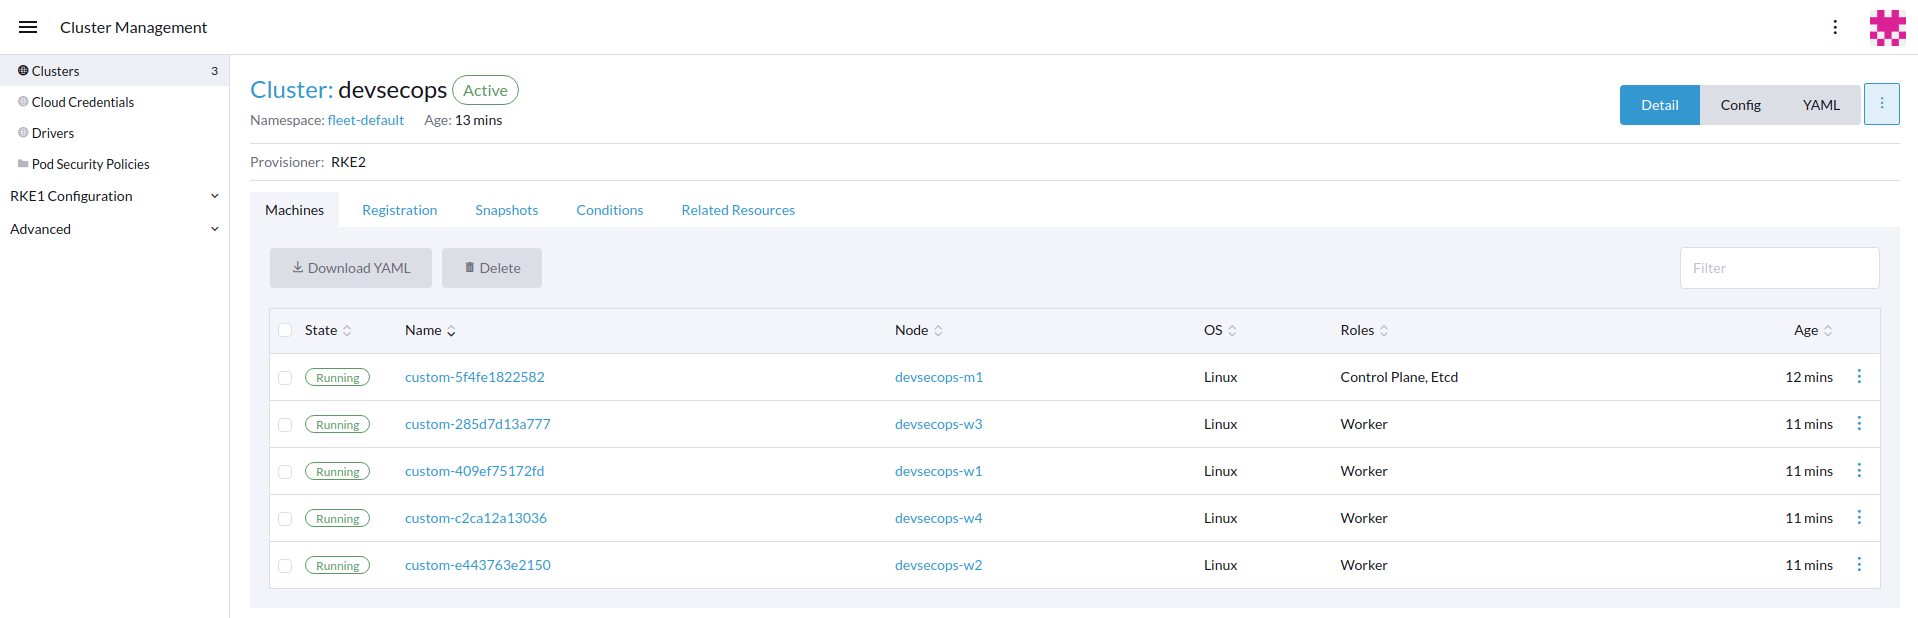 Cluster Management
Clusters 3
Cloud Credentials
Drivers
Pod Security Policies
RKE1 Configuration
Advanced
Cluster: devsecops Active
Namespace: fleet-default Age: 13 mins
Detail Config YAML
Provisioner: RKE2
Machines Registration Snapshots Conditions Related Resources
Download YAML Delete Filter
State Name Node OS Roles Age
Running custom-5f4fe1822582 devsecops-m1 Linux Control Plane, Etcd 12 mins
Running custom-285d7d13a777 devsecops-w3 Linux Worker 11 mins
Running custom-409ef75172fd devsecops-w1 Linux Worker 11 mins
Running custom-c2ca12a13036 devsecops-w4 Linux Worker 11 mins
Running custom-e443763e2150 devsecops-w2 Linux Worker 11 mins